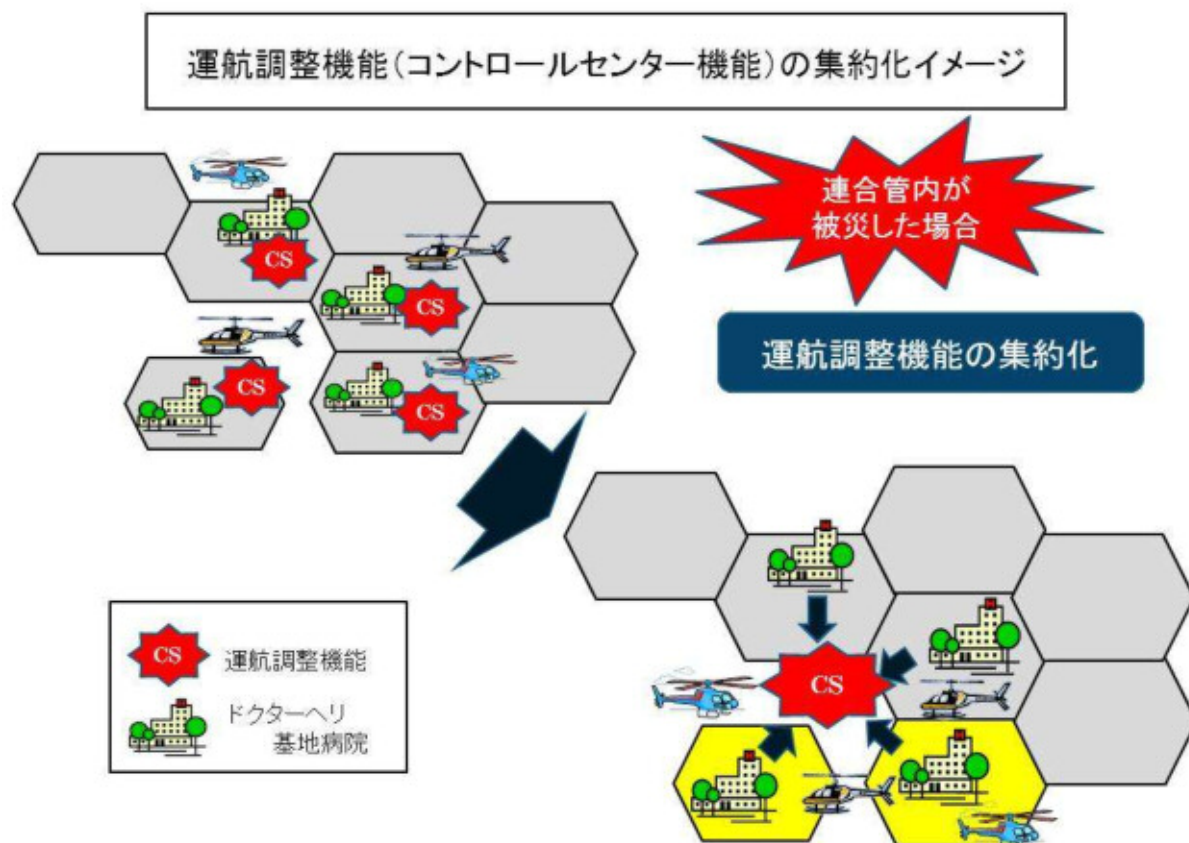 運航調整機能(コントロールセンター機能)の集約化イメージ
連合管内が
被災した場合
CS
CS
CS
CS
運航調整機能の集約化
CS
CS 運航調整機能
ドクターヘリ
基地病院